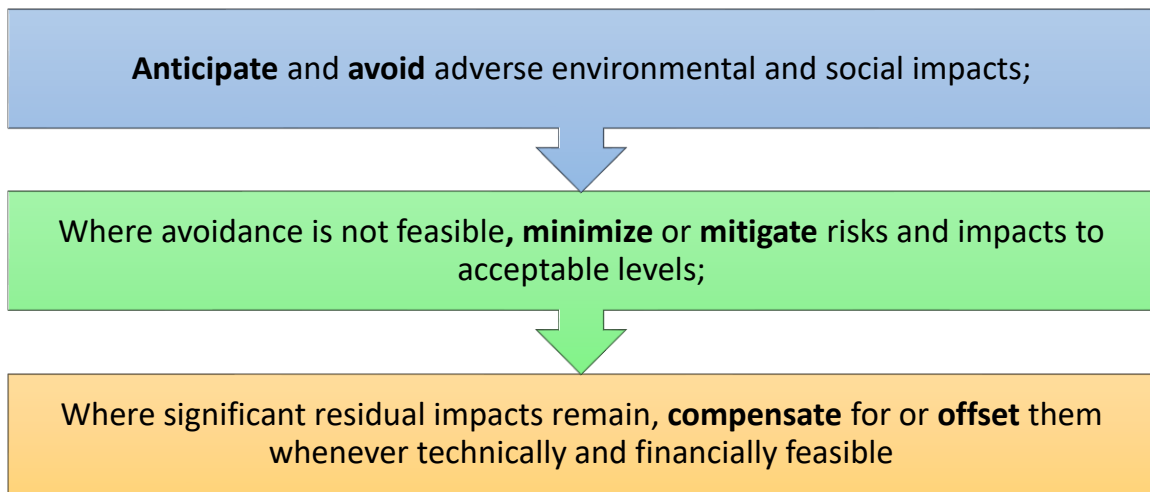 Anticipate and avoid adverse environmental and social impacts;
Where avoidance is not feasible, minimize or mitigate risks and impacts to
acceptable levels;
Where significant residual impacts remain, compensate for or offset them
whenever technically and financially feasible